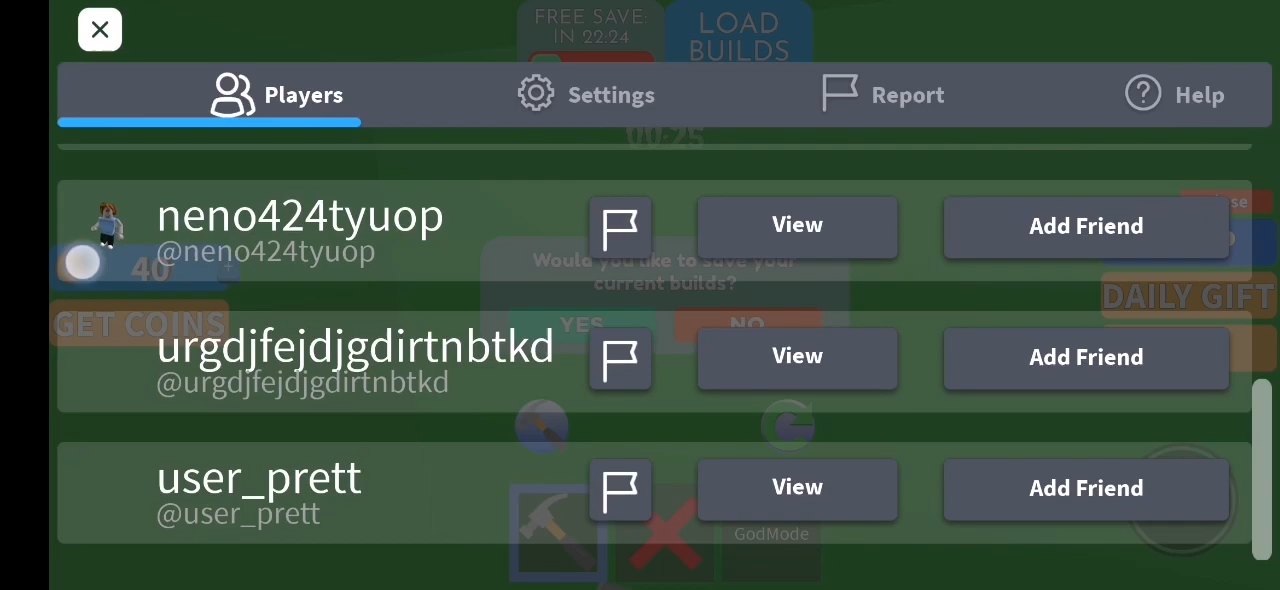 FREE SAVE:
IN 22:24
LOAD
BUILDS
Players
Settings
Report
Help
00:25
neno424tyuop
@neno424tyuop
View
Add Friend
40
+
Would you like to save your
current builds?
YES
NO
GET COINS
DAILY GIFT
urgdjfejdjgdirtnbtkd
@urgdjfejdjgdirtnbtkd
View
Add Friend
user_prett
@user_prett
View
Add Friend
GodMode